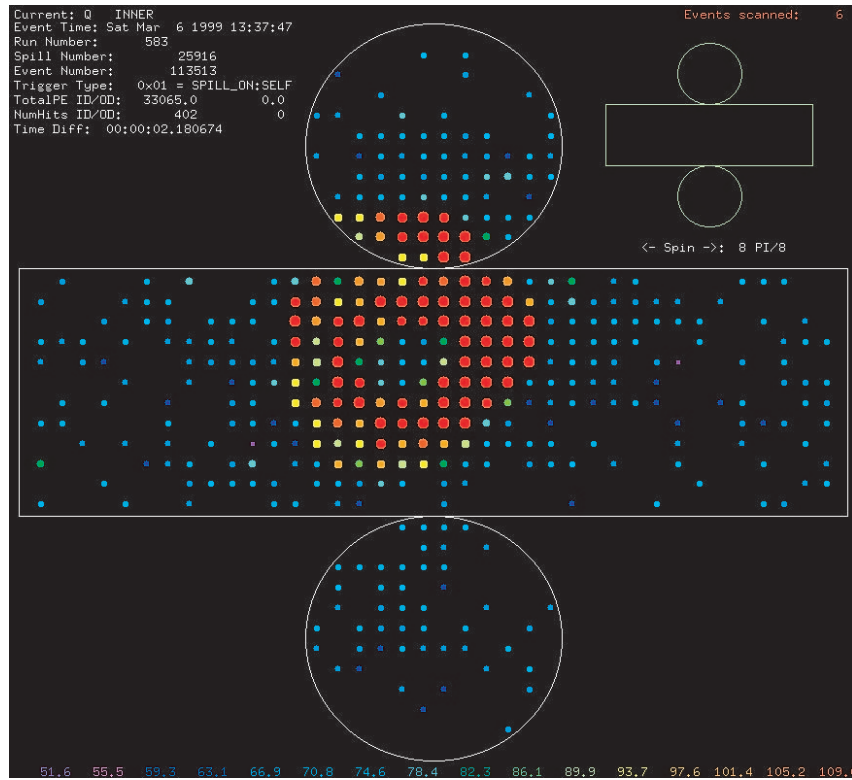 Current: Q   INNER
Event Time: Sat Mar  6 1999 13:37:47
Run Number:      583
Spill Number:        25916
Event Number:       113513
Trigger Type:   0x01 = SPILL_ON:SELF
TotalPE ID/OD:  33065.0        0.0
NumHits ID/OD:      402          0
Time Diff:  00:00:02.180674
Events scanned:    6
<- Spin ->: 8 PI/8
51.6 55.5 59.3 63.1 66.9 70.8 74.6 78.4 82.3 86.1 89.9 93.7 97.6 101.4 105.2 109.